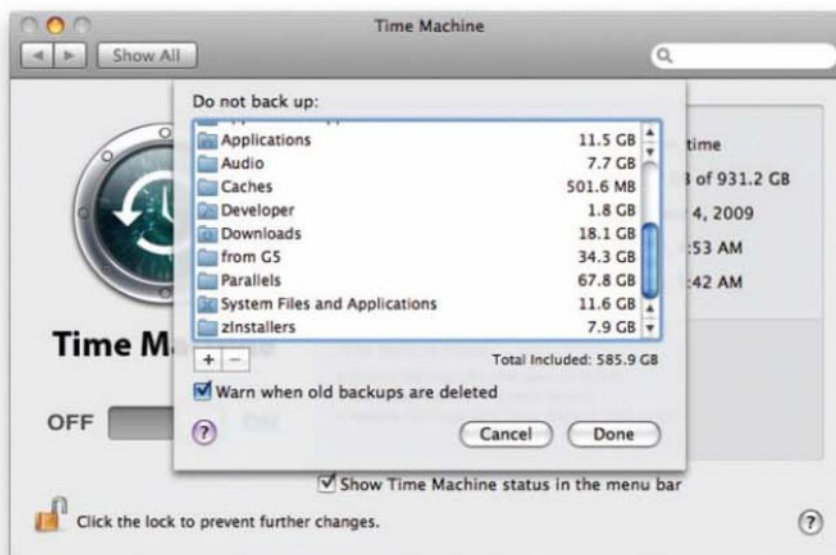 Time Machine
Show All
Do not back up:
Applications 11.5 GB
Audio 7.7 GB
Caches 501.6 MB
Developer 1.8 GB
Downloads 18.1 GB
from G5 34.3 GB
Parallels 67.8 GB
System Files and Applications 11.6 GB
zInstallers 7.9 GB
+ −
Total Included: 585.9 GB
Warn when old backups are deleted
?
Cancel
Done
time
of 931.2 GB
4, 2009
:53 AM
:42 AM
Time M
OFF
Show Time Machine status in the menu bar
Click the lock to prevent further changes.
?